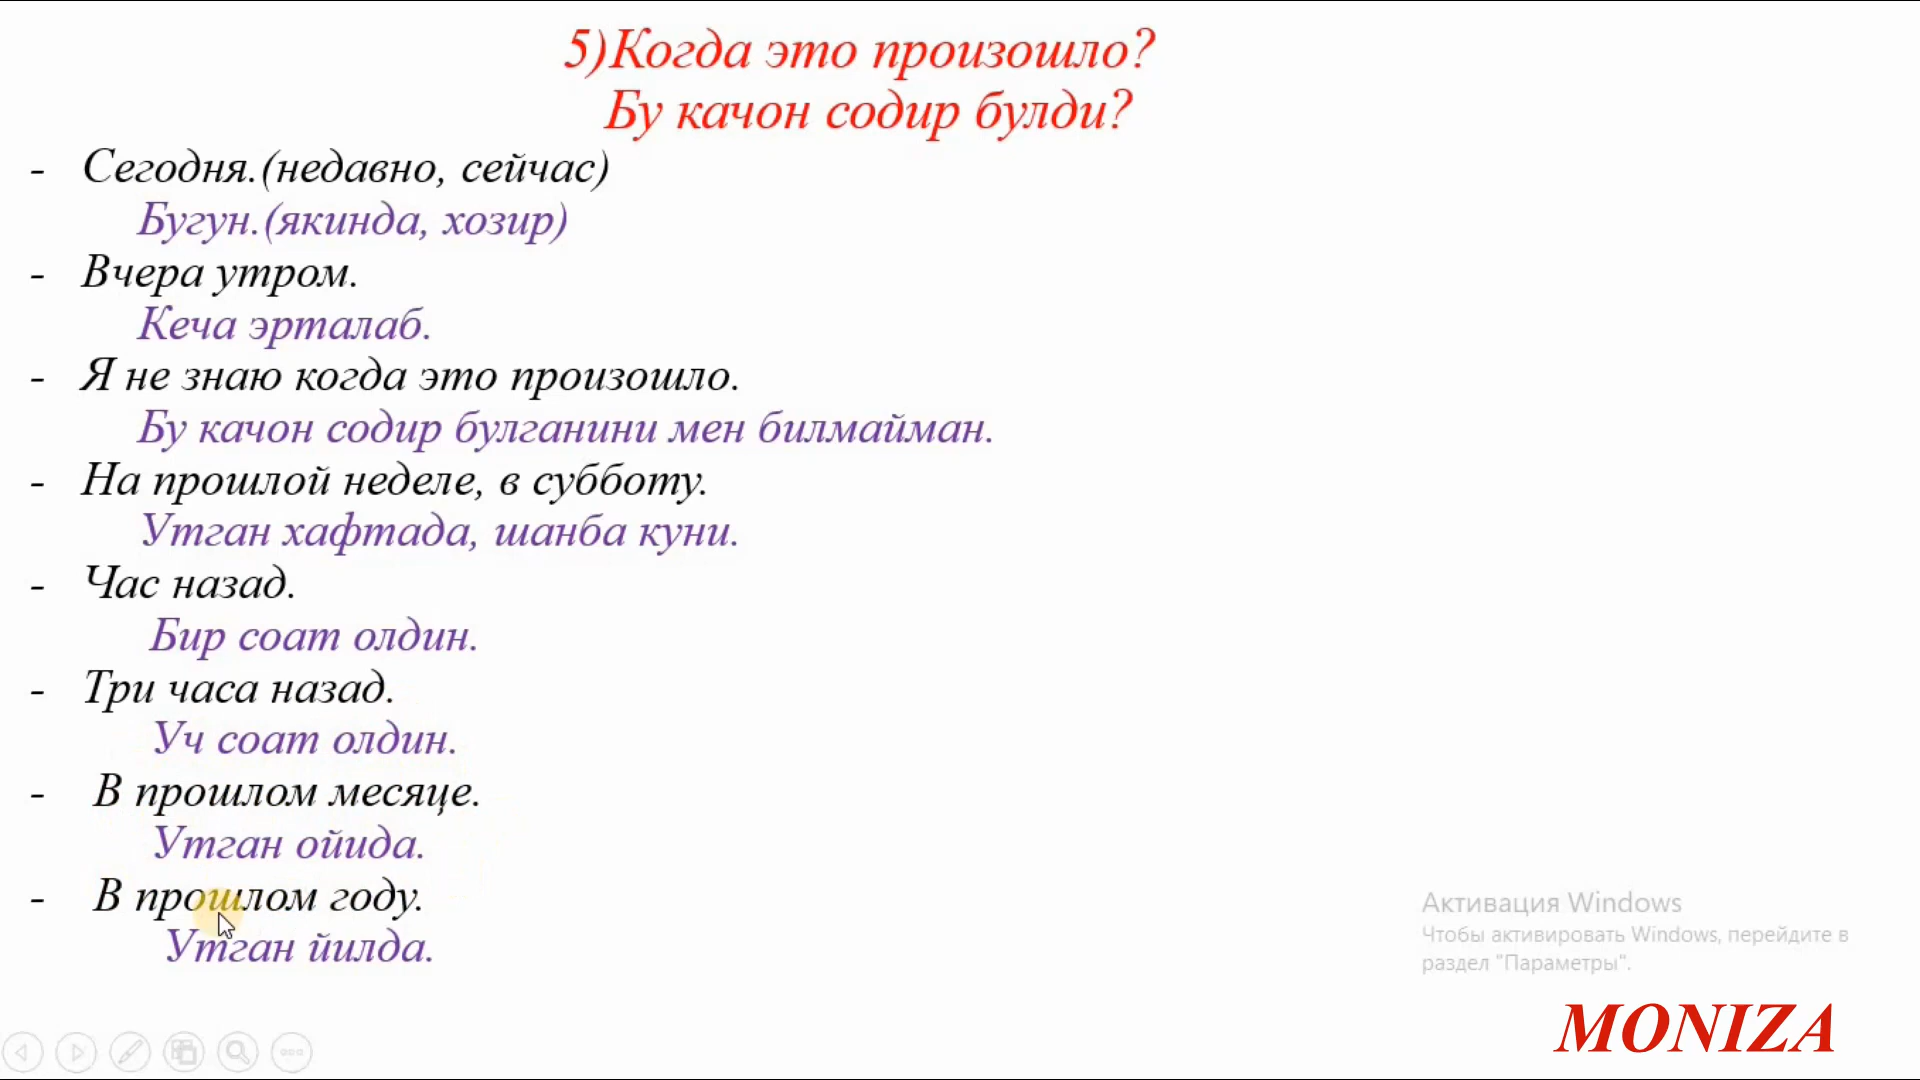 5)Когда это произошло?
Бу качон содир булди?
- Сегодня.(недавно, сейчас)
Бугун.(якинда, хозир)
- Вчера утром.
Кеча эрталаб.
- Я не знаю когда это произошло.
Бу качон содир булганини мен билмайман.
- На прошлой неделе, в субботу.
Утган хафтада, шанба куни.
- Час назад.
Бир соат олдин.
- Три часа назад.
Уч соат олдин.
- В прошлом месяце.
Утган ойида.
- В прошлом году.
Утган йилда.
Активация Windows
Чтобы активировать Windows, перейдите в
раздел "Параметры".
MONIZA